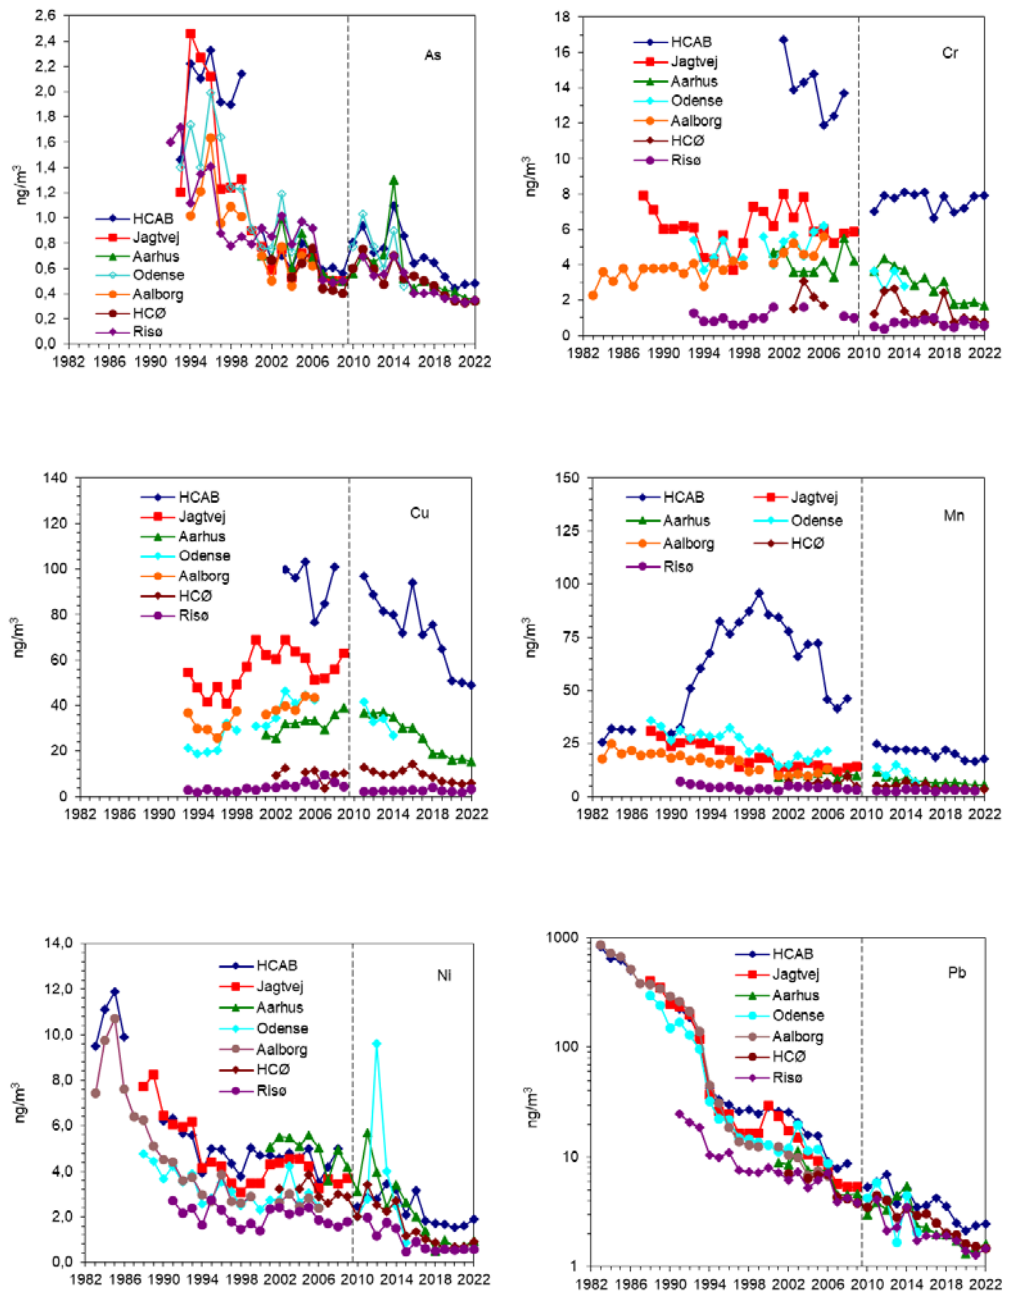 2,6
2,4
2,2
2,0
1,8
1,6
1,4
1,2
1,0
0,8
0,6
0,4
0,2
0,0
ng/m³
As
HCAB
Jagtvej
Aarhus
Odense
Aalborg
HCØ
Risø
1982 1986 1990 1994 1998 2002 2006 2010 2014 2018 2022
18
16
14
12
10
8
6
4
2
0
ng/m³
Cr
HCAB
Jagtvej
Aarhus
Odense
Aalborg
HCØ
Risø
1982 1986 1990 1994 1998 2002 2006 2010 2014 2018 2022
140
120
100
80
60
40
20
0
ng/m³
Cu
HCAB
Jagtvej
Aarhus
Odense
Aalborg
HCØ
Risø
1982 1986 1990 1994 1998 2002 2006 2010 2014 2018 2022
150
125
100
75
50
25
0
ng/m³
Mn
HCAB Jagtvej
Aarhus Odense
Aalborg HCØ
Risø
1982 1986 1990 1994 1998 2002 2006 2010 2014 2018 2022
14,0
12,0
10,0
8,0
6,0
4,0
2,0
0,0
ng/m³
Ni
HCAB
Jagtvej
Aarhus
Odense
Aalborg
HCØ
Risø
1982 1986 1990 1994 1998 2002 2006 2010 2014 2018 2022
1000
100
10
1
ng/m³
Pb
HCAB
Jagtvej
Aarhus
Odense
Aalborg
HCØ
Risø
1982 1986 1990 1994 1998 2002 2006 2010 2014 2018 2022